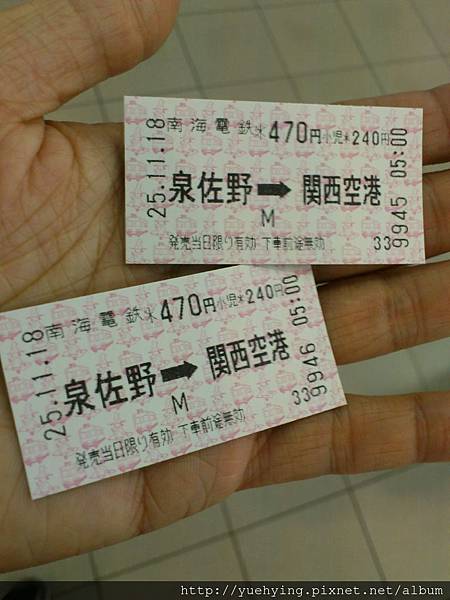 25.11.18
南海電鉄 大470円 小児*240円
泉佐野➡関西空港
M
発売当日限り有効 下車前途無効
339945 05:00
25.11.18
南海電鉄 大470円 小児*240円
泉佐野➡関西空港
M
発売当日限り有効 下車前途無効
339946 05:00
http://yuehying.pixnet.net/album